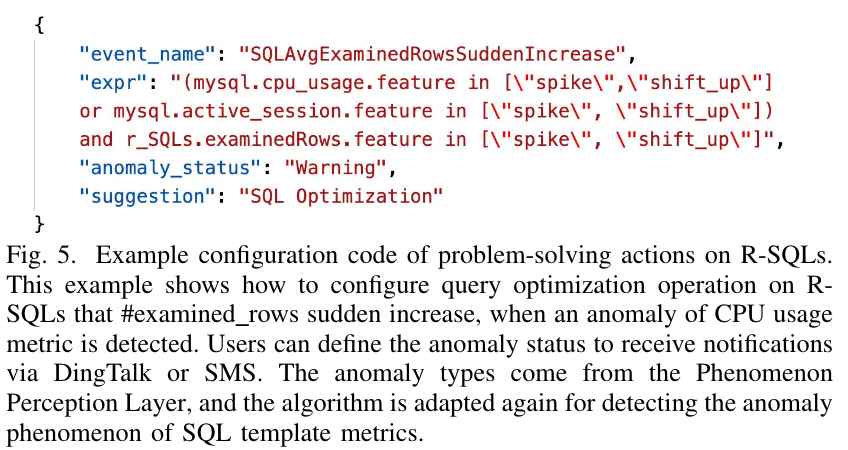 {
"event_name": "SQLAvgExaminedRowsSuddenIncrease",
"expr": "(mysql.cpu_usage.feature in [\"spike\",\"shift_up\"]
or mysql.active_session.feature in [\"spike\", \"shift_up\"])
and r_SQLs.examinedRows.feature in [\"spike\", \"shift_up\"]",
"anomaly_status": "Warning",
"suggestion": "SQL Optimization"
}
Fig. 5. Example configuration code of problem-solving actions on R-SQLs.
This example shows how to configure query optimization operation on R-
SQLs that #examined_rows sudden increase, when an anomaly of CPU usage
metric is detected. Users can define the anomaly status to receive notifications
via DingTalk or SMS. The anomaly types come from the Phenomenon
Perception Layer, and the algorithm is adapted again for detecting the anomaly
phenomenon of SQL template metrics.